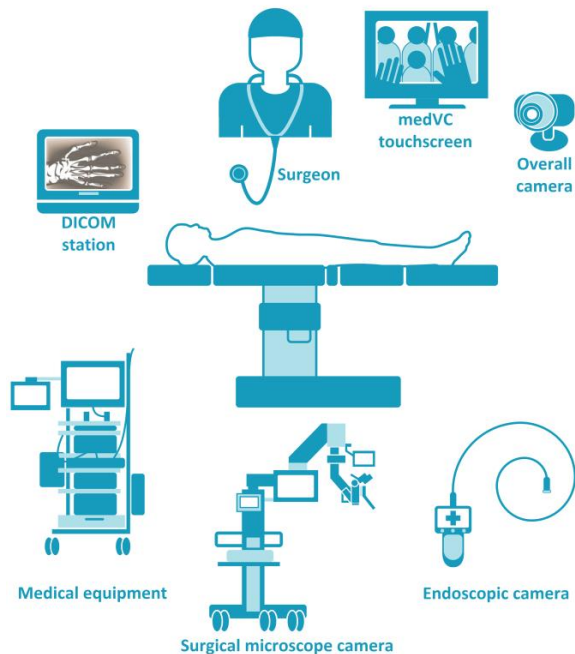 medVC
touchscreen
Surgeon
Overall
camera
DICOM
station
Medical equipment
Endoscopic camera
Surgical microscope camera